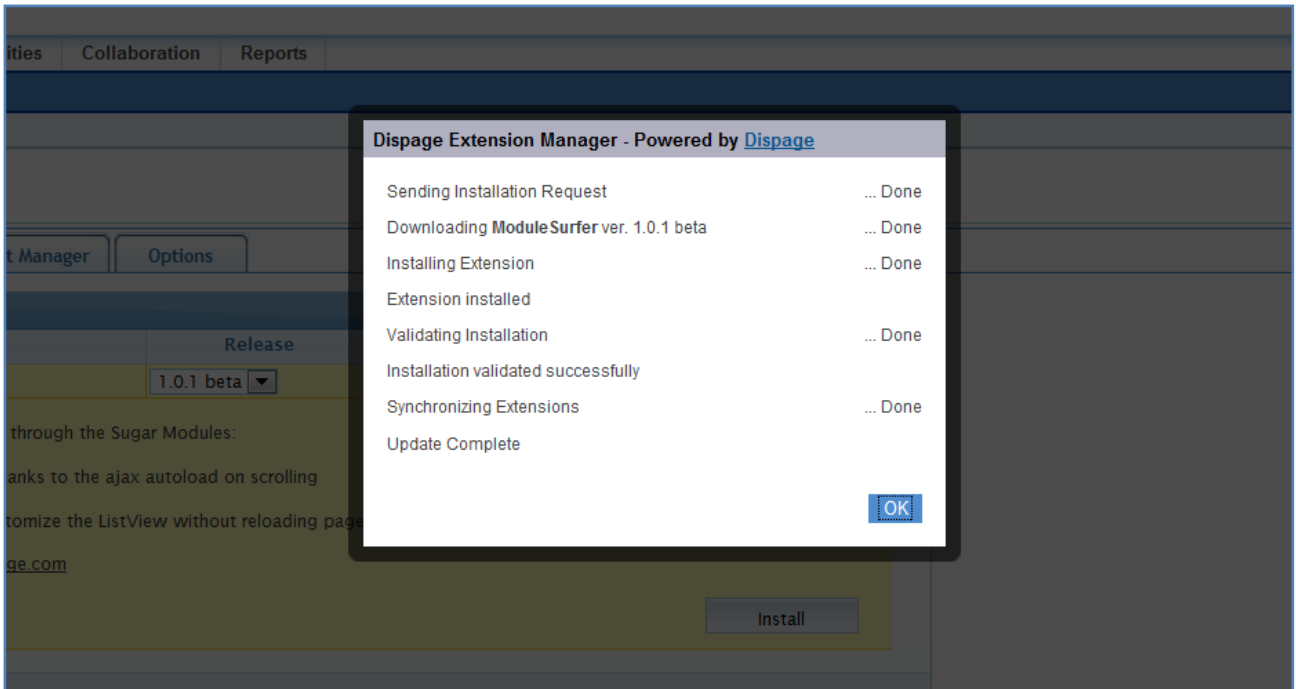 ities Collaboration Reports
Dispage Extension Manager - Powered by Dispage
Sending Installation Request ... Done
Downloading ModuleSurfer ver. 1.0.1 beta ... Done
Installing Extension ... Done
Extension installed
Validating Installation ... Done
Installation validated successfully
Synchronizing Extensions ... Done
Update Complete
OK
t Manager Options
Release
1.0.1 beta
through the Sugar Modules:
anks to the ajax autoload on scrolling
tomize the ListView without reloading page
ge.com
Install